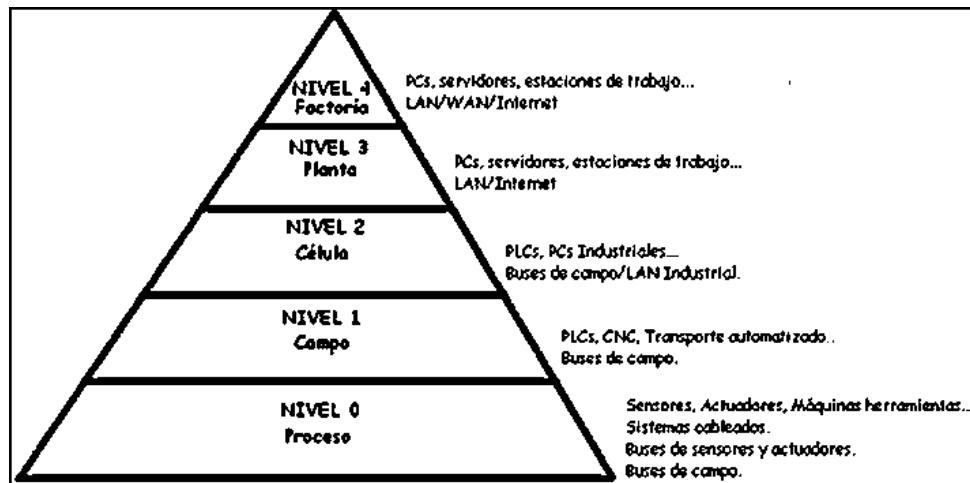 NIVEL 4
Factoría
PCs, servidores, estaciones de trabajo...
LAN/WAN/Internet
NIVEL 3
Planta
PCs, servidores, estaciones de trabajo...
LAN/Internet
NIVEL 2
Célula
PLCs, PCs Industriales...
Buses de campo/LAN Industrial.
NIVEL 1
Campo
PLCs, CNC, Transporte automatizado..
Buses de campo.
NIVEL 0
Proceso
Sensores, Actuadores, Máquinas herramientas...
Sistemas cableados.
Buses de sensores y actuadores.
Buses de campo.